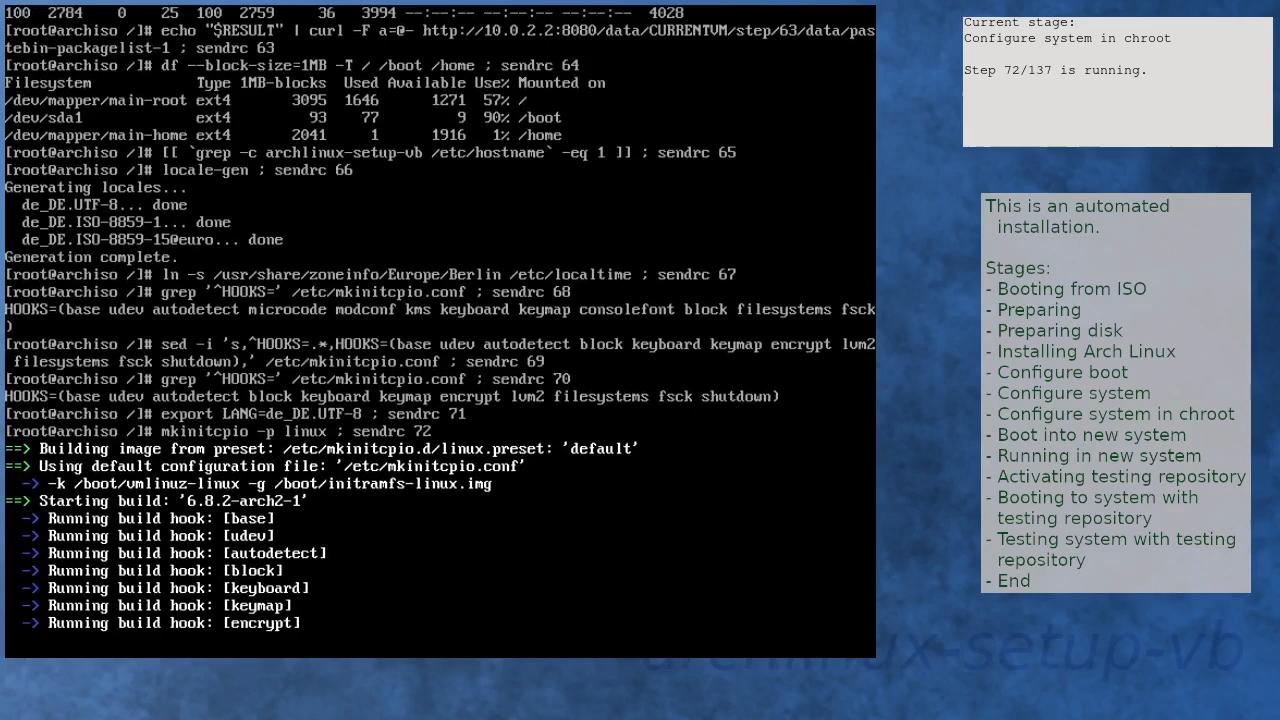 100  2784    0    25  100  2759     36   3994 --:--:-- --:--:-- --:--:--  4028
[root@archiso /]# echo "$RESULT" | curl -F a=@- http://10.0.2.2:8080/data/CURRENTVM/step/63/data/pas
tebin-packagelist-1 ; sendrc 63
[root@archiso /]# df --block-size=1MB -T / /boot /home ; sendrc 64
Filesystem            Type 1MB-blocks  Used Available Use% Mounted on
/dev/mapper/main-root ext4       3095  1646      1271  57% /
/dev/sda1             ext4         93    77         9  90% /boot
/dev/mapper/main-home ext4       2041     1      1916   1% /home
[root@archiso /]# [[ `grep -c archlinux-setup-vb /etc/hostname` -eq 1 ]] ; sendrc 65
[root@archiso /]# locale-gen ; sendrc 66
Generating locales...
  de_DE.UTF-8... done
  de_DE.ISO-8859-1... done
  de_DE.ISO-8859-15@euro... done
Generation complete.
[root@archiso /]# ln -s /usr/share/zoneinfo/Europe/Berlin /etc/localtime ; sendrc 67
[root@archiso /]# grep '^HOOKS=' /etc/mkinitcpio.conf ; sendrc 68
HOOKS=(base udev autodetect microcode modconf kms keyboard keymap consolefont block filesystems fsck
)
[root@archiso /]# sed -i 's,^HOOKS=.*,HOOKS=(base udev autodetect block keyboard keymap encrypt lvm2
 filesystems fsck shutdown),' /etc/mkinitcpio.conf ; sendrc 69
[root@archiso /]# grep '^HOOKS=' /etc/mkinitcpio.conf ; sendrc 70
HOOKS=(base udev autodetect block keyboard keymap encrypt lvm2 filesystems fsck shutdown)
[root@archiso /]# export LANG=de_DE.UTF-8 ; sendrc 71
[root@archiso /]# mkinitcpio -p linux ; sendrc 72
==> Building image from preset: /etc/mkinitcpio.d/linux.preset: 'default'
==> Using default configuration file: '/etc/mkinitcpio.conf'
  -> -k /boot/vmlinuz-linux -g /boot/initramfs-linux.img
==> Starting build: '6.8.2-arch2-1'
  -> Running build hook: [base]
  -> Running build hook: [udev]
  -> Running build hook: [autodetect]
  -> Running build hook: [block]
  -> Running build hook: [keyboard]
  -> Running build hook: [keymap]
  -> Running build hook: [encrypt]
Current stage:
Configure system in chroot
Step 72/137 is running.
This is an automated
installation.
Stages:
- Booting from ISO
- Preparing
- Preparing disk
- Installing Arch Linux
- Configure boot
- Configure system
- Configure system in chroot
- Boot into new system
- Running in new system
- Activating testing repository
- Booting to system with
testing repository
- Testing system with testing
repository
- End
archlinux-setup-vb